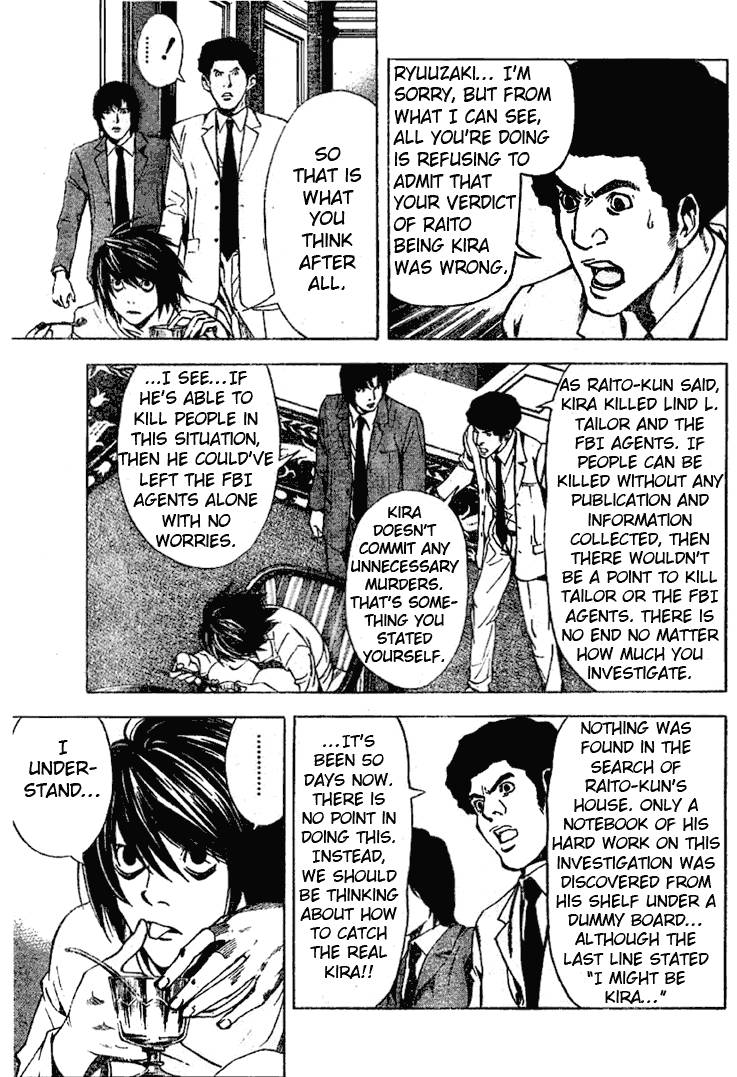 RYUUZAKI... I'M
SORRY, BUT FROM
WHAT I CAN SEE,
ALL YOU'RE DOING
IS REFUSING TO
ADMIT THAT
YOUR VERDICT
OF RAITO
BEING KIRA
WAS WRONG.
......!
SO
THAT IS
WHAT
YOU
THINK
AFTER
ALL.
AS RAITO-KUN SAID,
KIRA KILLED LIND L.
TAILOR AND THE
FBI AGENTS. IF
PEOPLE CAN BE
KILLED WITHOUT ANY
PUBLICATION AND
INFORMATION
COLLECTED, THEN
THERE WOULDN'T
BE A POINT TO KILL
TAILOR OR THE FBI
AGENTS. THERE IS
NO END NO MATTER
HOW MUCH YOU
INVESTIGATE.
KIRA
DOESN'T
COMMIT ANY
UNNECESSARY
MURDERS.
THAT'S SOME-
THING YOU
STATED
YOURSELF.
...I SEE...IF
HE'S ABLE TO
KILL PEOPLE IN
THIS SITUATION,
THEN HE COULD'VE
LEFT THE FBI
AGENTS ALONE
WITH NO
WORRIES.
NOTHING WAS
FOUND IN THE
SEARCH OF
RAITO-KUN'S
HOUSE. ONLY A
NOTEBOOK OF HIS
HARD WORK ON THIS
INVESTIGATION WAS
DISCOVERED FROM
HIS SHELF UNDER A
DUMMY BOARD...
ALTHOUGH THE
LAST LINE STATED
"I MIGHT BE
KIRA..."
...IT'S
BEEN 50
DAYS NOW.
THERE IS
NO POINT IN
DOING THIS.
INSTEAD,
WE SHOULD
BE THINKING
ABOUT HOW
TO CATCH
THE REAL
KIRA!!
........
I
UNDER-
STAND...